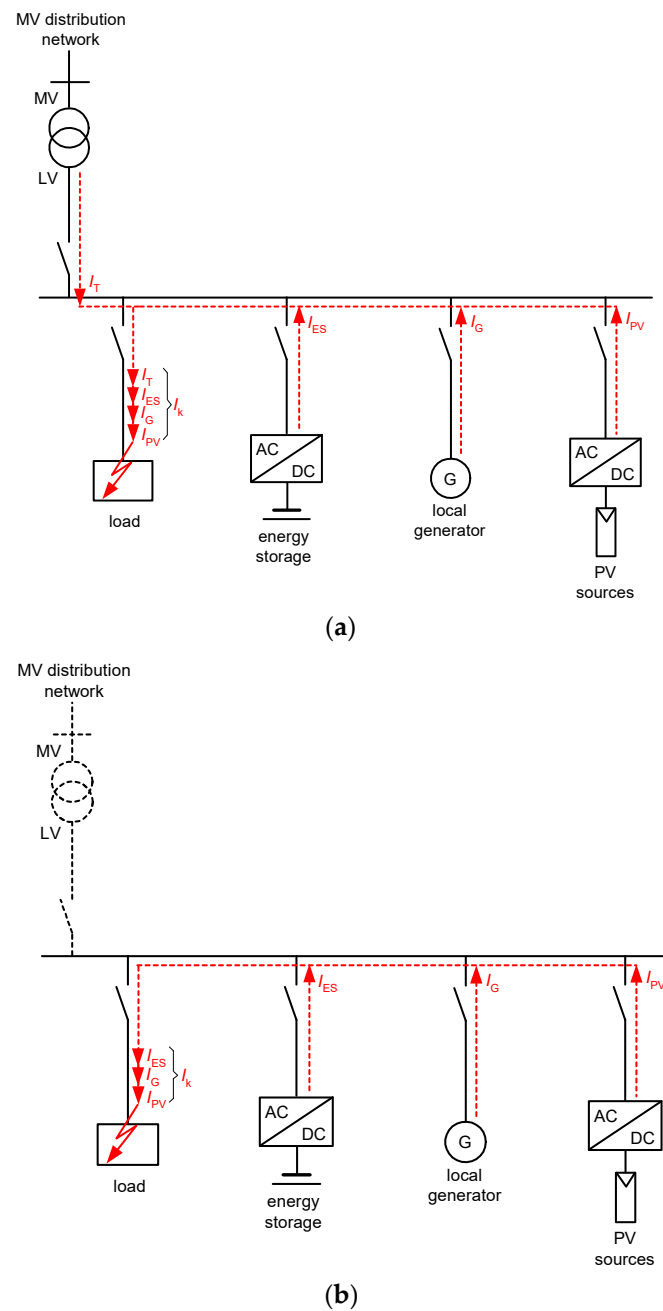 MV distribution
network
MV
LV
I_T
I_ES
I_G
I_PV
I_T
I_ES
I_G
I_PV
I_k
AC
DC
G
AC
DC
load
energy
storage
local
generator
PV
sources
(a)
MV distribution
network
MV
LV
I_ES
I_G
I_PV
I_ES
I_G
I_PV
I_k
AC
DC
G
AC
DC
load
energy
storage
local
generator
PV
sources
(b)